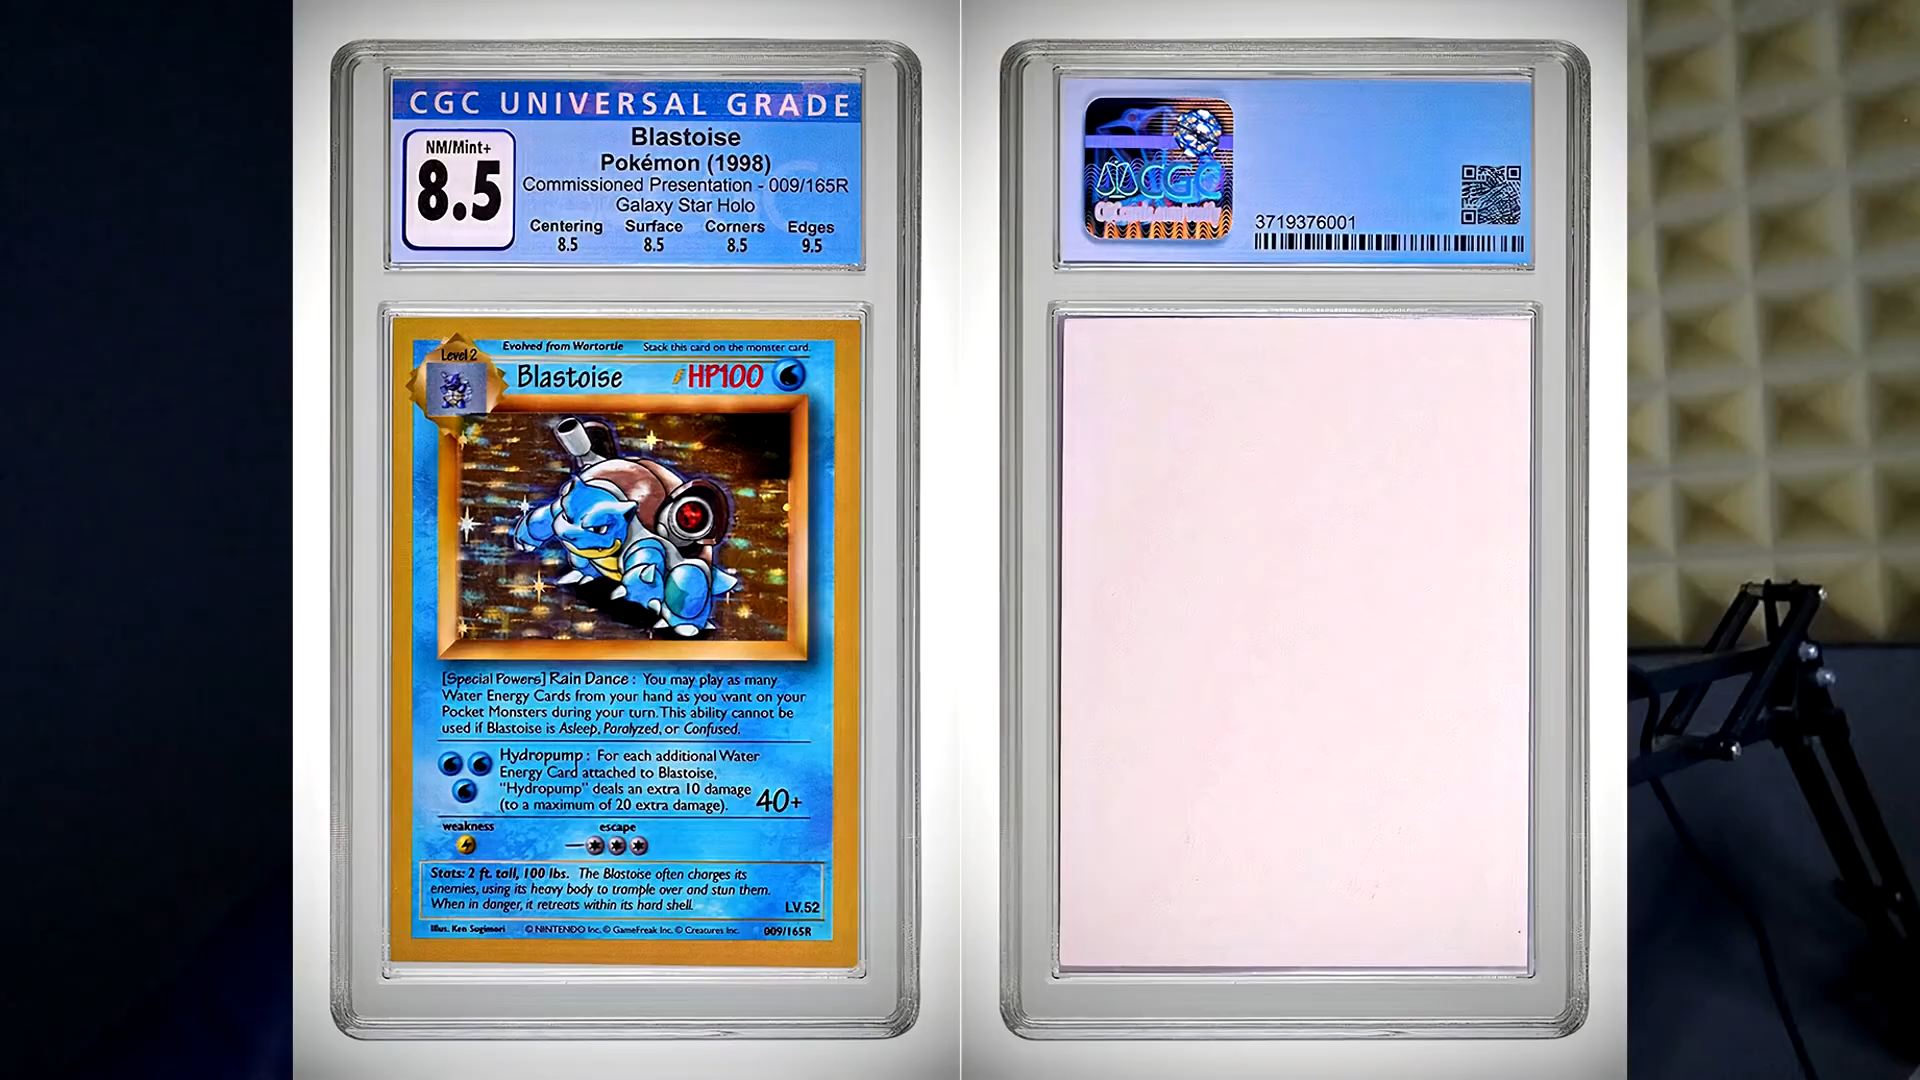 CGC UNIVERSAL GRADE
NM/Mint+
8.5
Blastoise
Pokémon (1998)
Commissioned Presentation - 009/165R
Galaxy Star Holo
Centering Surface Corners Edges
8.5 8.5 8.5 9.5
Evolved from Wartortle Stack this card on the monster card.
Level 2
Blastoise HP100
[Special Powers] Rain Dance : You may play as many
Water Energy Cards from your hand as you want on your
Pocket Monsters during your turn. This ability cannot be
used if Blastoise is Asleep, Paralyzed, or Confused.
Hydropump : For each additional Water
Energy Card attached to Blastoise,
"Hydropump" deals an extra 10 damage
(to a maximum of 20 extra damage). 40+
weakness escape
Stats: 2 ft. tall, 100 lbs. The Blastoise often charges its
enemies, using its heavy body to trample over and stun them.
When in danger, it retreats within its hard shell. LV.52
Illus. Ken Sugimori © NINTENDO Inc. © GameFreak Inc. © Creatures Inc. 009/165R
CGC
3719376001